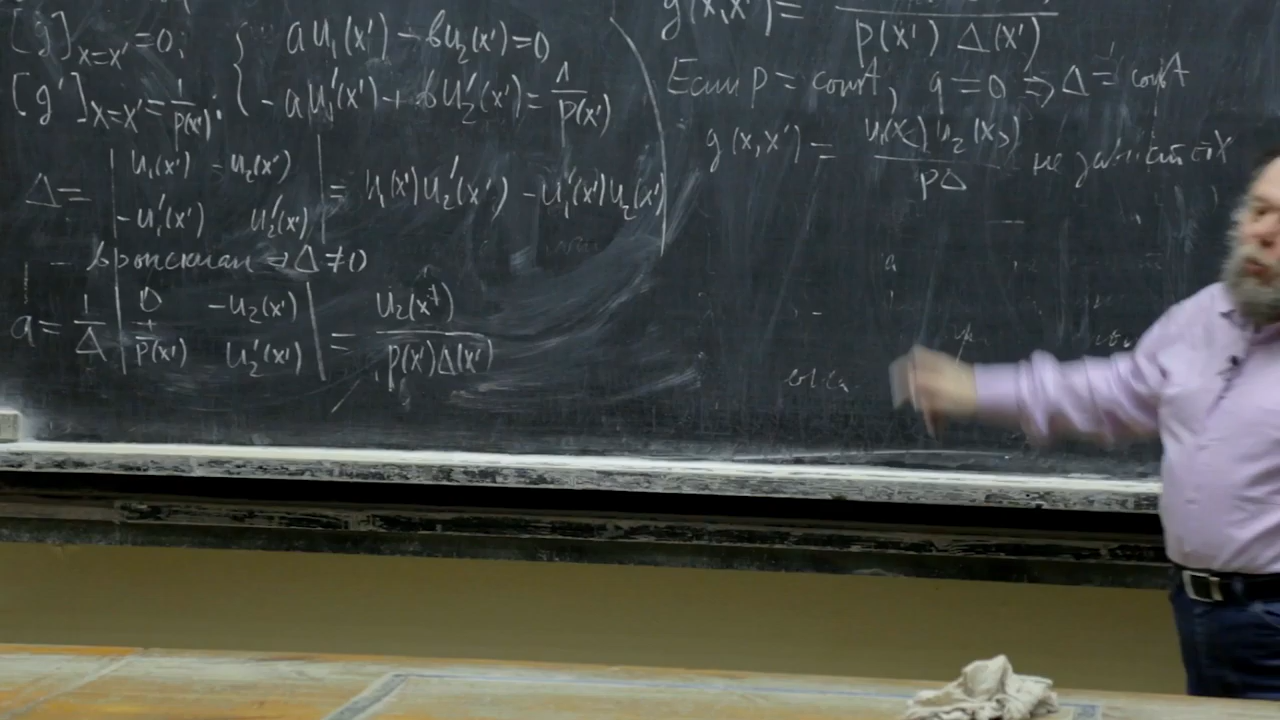 [g]_{x=x'}=0; { a u₁(x') - b u₂(x')=0
[g']_{x=x'}=1/p(x'). { -a u₁'(x') + b u₂'(x')=1/p(x')
Δ= | u₁(x') -u₂(x') ; -u₁'(x') u₂'(x') | = u₁(x')u₂'(x') - u₁'(x')u₂(x')
- вронскиан ⇒ Δ≠0
a= 1/Δ | 0 -u₂(x') ; 1/p(x') u₂'(x') | = u₂(x')/p(x')Δ(x')
g(x,x')= /p(x') Δ(x')
Если p = const, q=0 ⇒ Δ = const
g(x,x') = u₁(x<)u₂(x>)/pΔ не зависит от x'